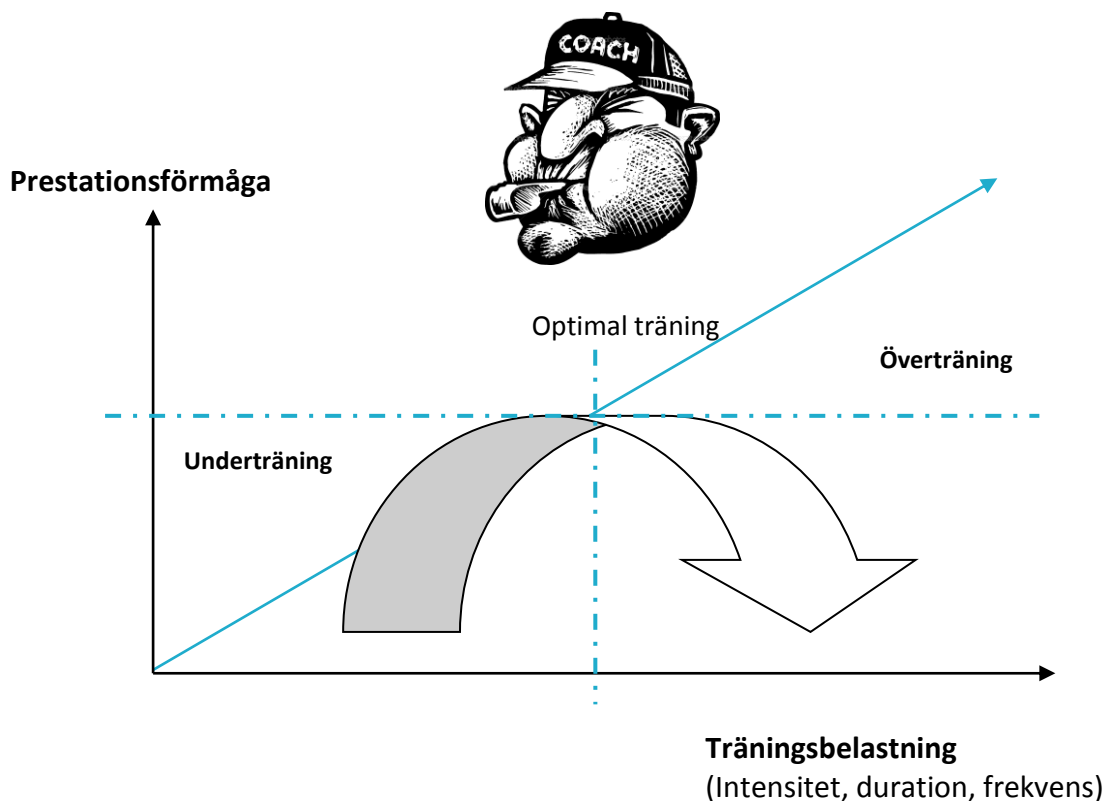 COACH
Prestationsförmåga
Optimal träning
Överträning
Underträning
Träningsbelastning
(Intensitet, duration, frekvens)